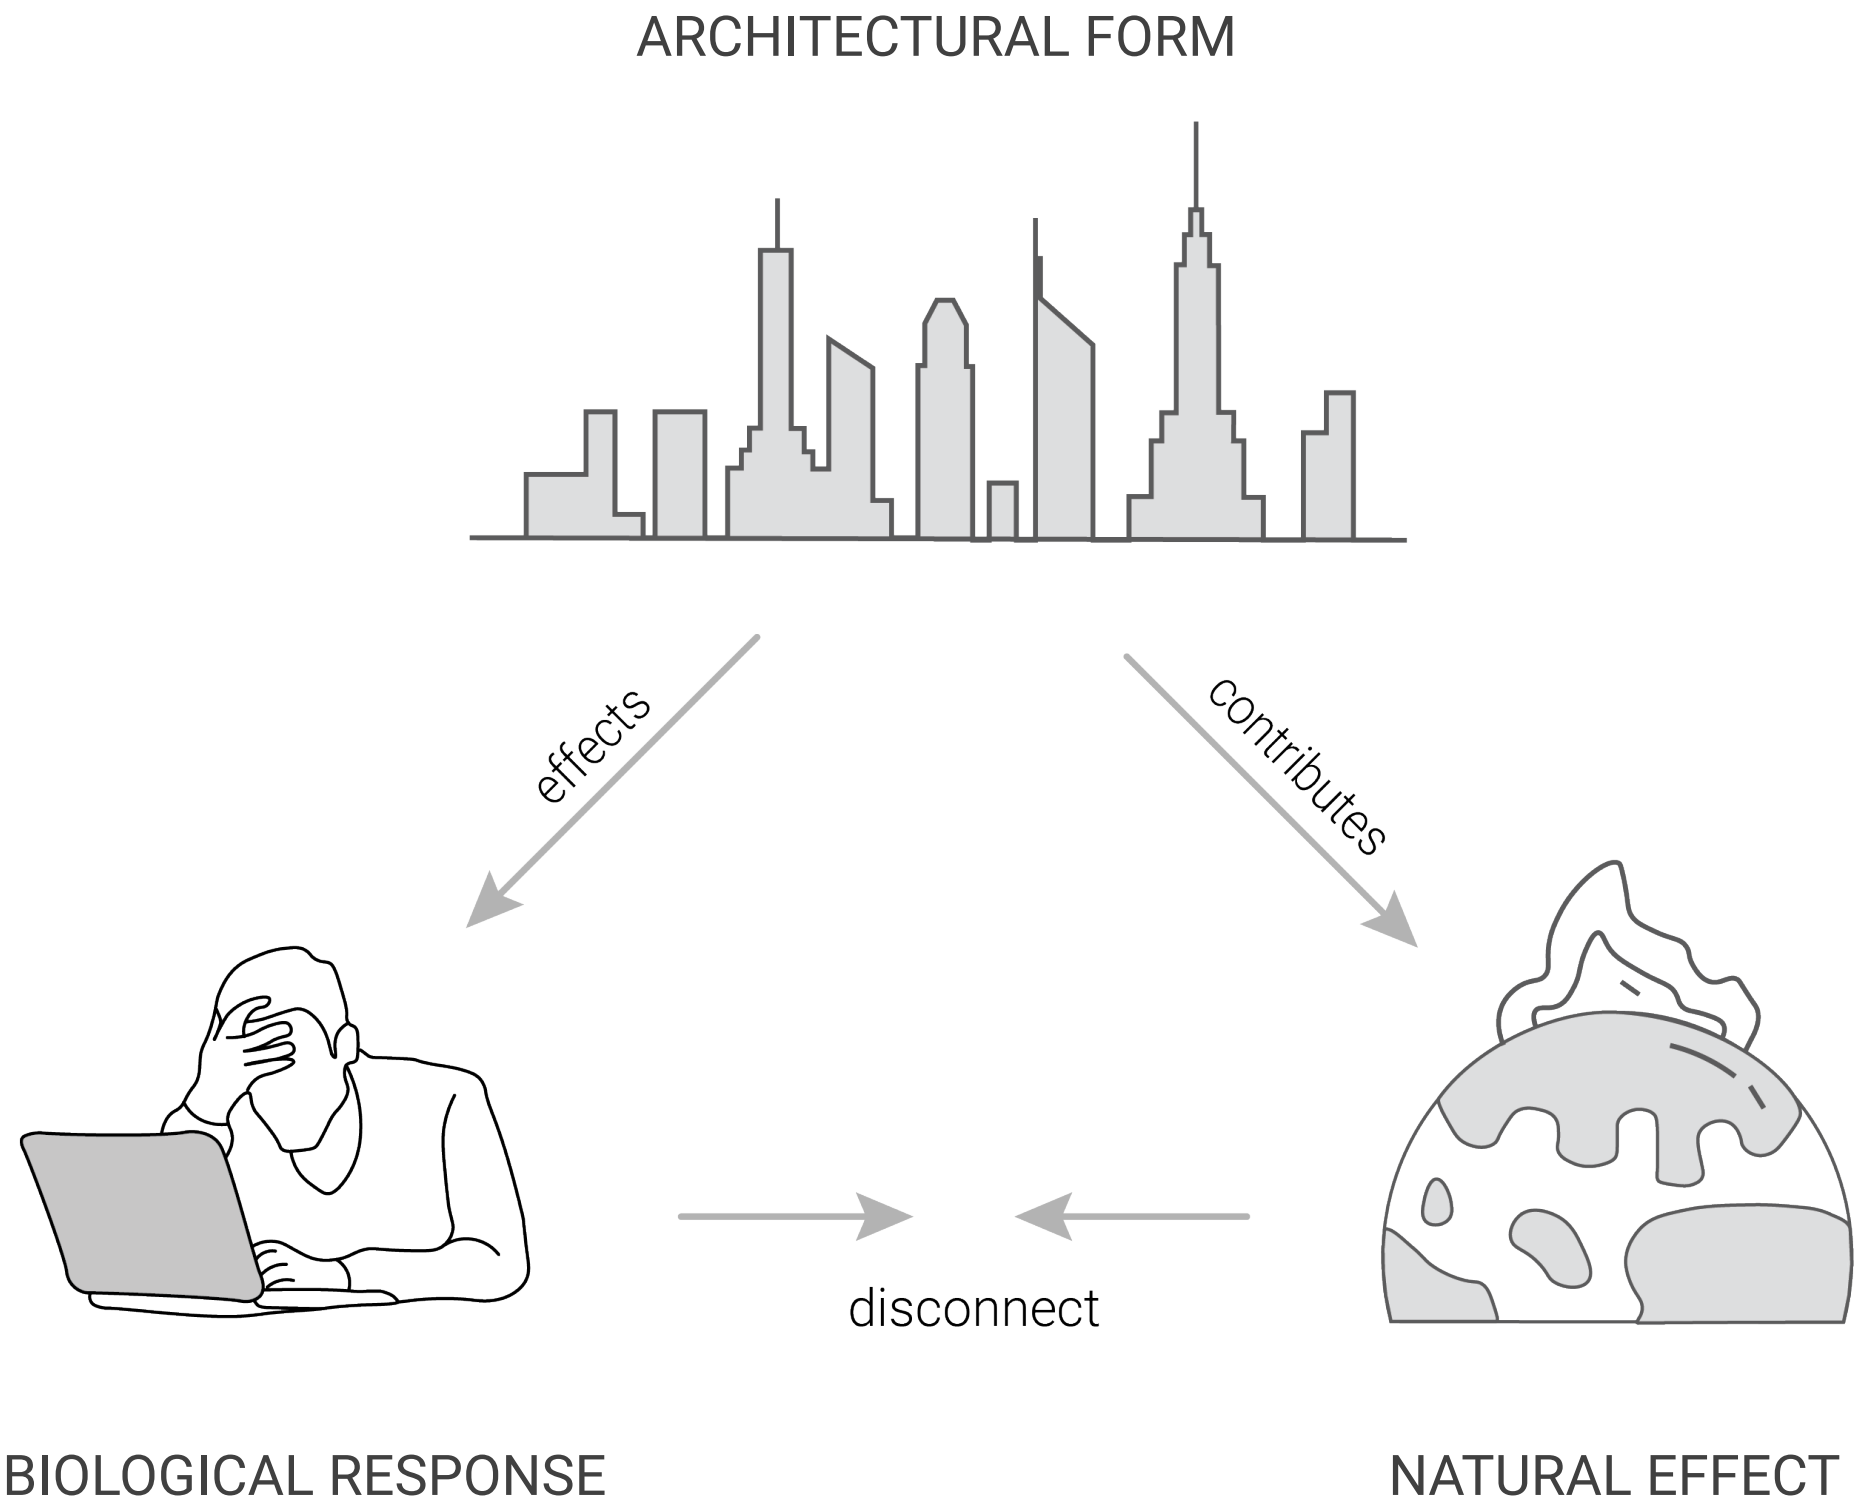 ARCHITECTURAL FORM
effects
contributes
disconnect
BIOLOGICAL RESPONSE
NATURAL EFFECT